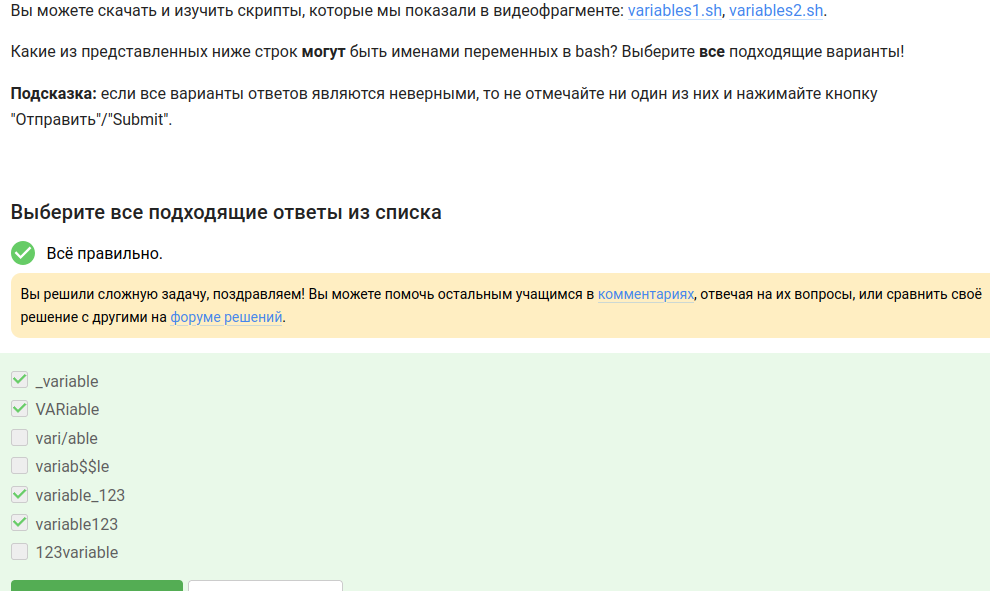 Вы можете скачать и изучить скрипты, которые мы показали в видеофрагменте: variables1.sh, variables2.sh.
Какие из представленных ниже строк могут быть именами переменных в bash? Выберите все подходящие варианты!
Подсказка: если все варианты ответов являются неверными, то не отмечайте ни один из них и нажимайте кнопку
"Отправить"/"Submit".
Выберите все подходящие ответы из списка
Всё правильно.
Вы решили сложную задачу, поздравляем! Вы можете помочь остальным учащимся в комментариях, отвечая на их вопросы, или сравнить своё
решение с другими на форуме решений.
_variable
VARiable
vari/able
variab$$le
variable_123
variable123
123variable